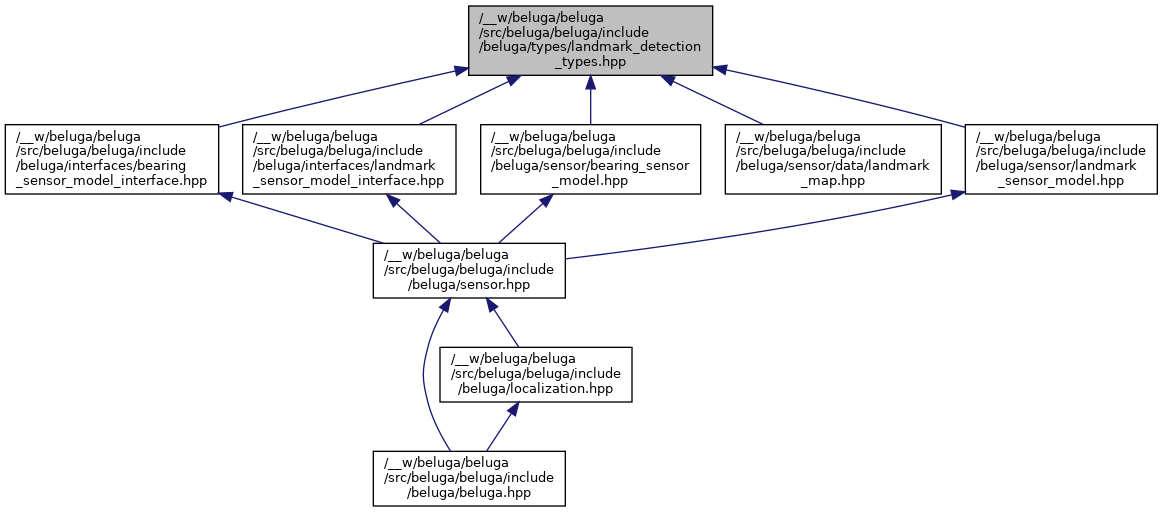 /__w/beluga/beluga
/src/beluga/beluga/include
/beluga/types/landmark_detection
_types.hpp
/__w/beluga/beluga
/src/beluga/beluga/include
/beluga/interfaces/bearing
_sensor_model_interface.hpp
/__w/beluga/beluga
/src/beluga/beluga/include
/beluga/interfaces/landmark
_sensor_model_interface.hpp
/__w/beluga/beluga
/src/beluga/beluga/include
/beluga/sensor/bearing_sensor
_model.hpp
/__w/beluga/beluga
/src/beluga/beluga/include
/beluga/sensor/data/landmark
_map.hpp
/__w/beluga/beluga
/src/beluga/beluga/include
/beluga/sensor/landmark
_sensor_model.hpp
/__w/beluga/beluga
/src/beluga/beluga/include
/beluga/sensor.hpp
/__w/beluga/beluga
/src/beluga/beluga/include
/beluga/localization.hpp
/__w/beluga/beluga
/src/beluga/beluga/include
/beluga/beluga.hpp